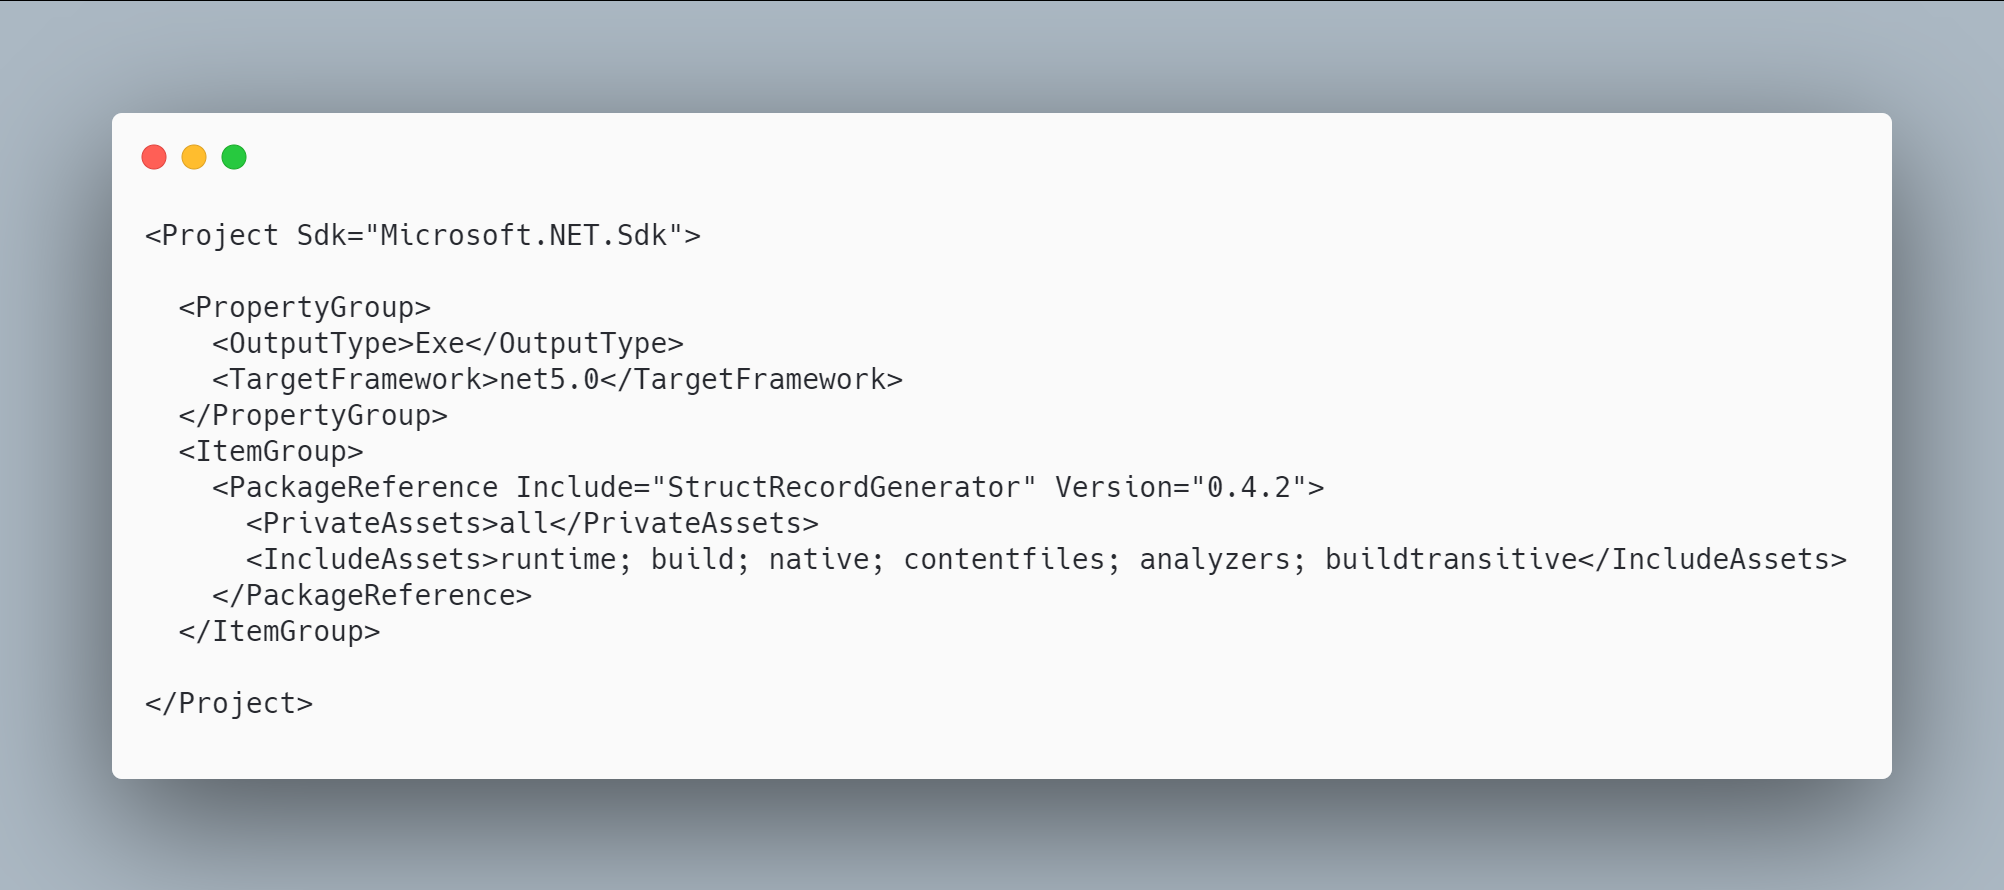 <Project Sdk="Microsoft.NET.Sdk">

  <PropertyGroup>
    <OutputType>Exe</OutputType>
    <TargetFramework>net5.0</TargetFramework>
  </PropertyGroup>
  <ItemGroup>
    <PackageReference Include="StructRecordGenerator" Version="0.4.2">
      <PrivateAssets>all</PrivateAssets>
      <IncludeAssets>runtime; build; native; contentfiles; analyzers; buildtransitive</IncludeAssets>
    </PackageReference>
  </ItemGroup>

</Project>